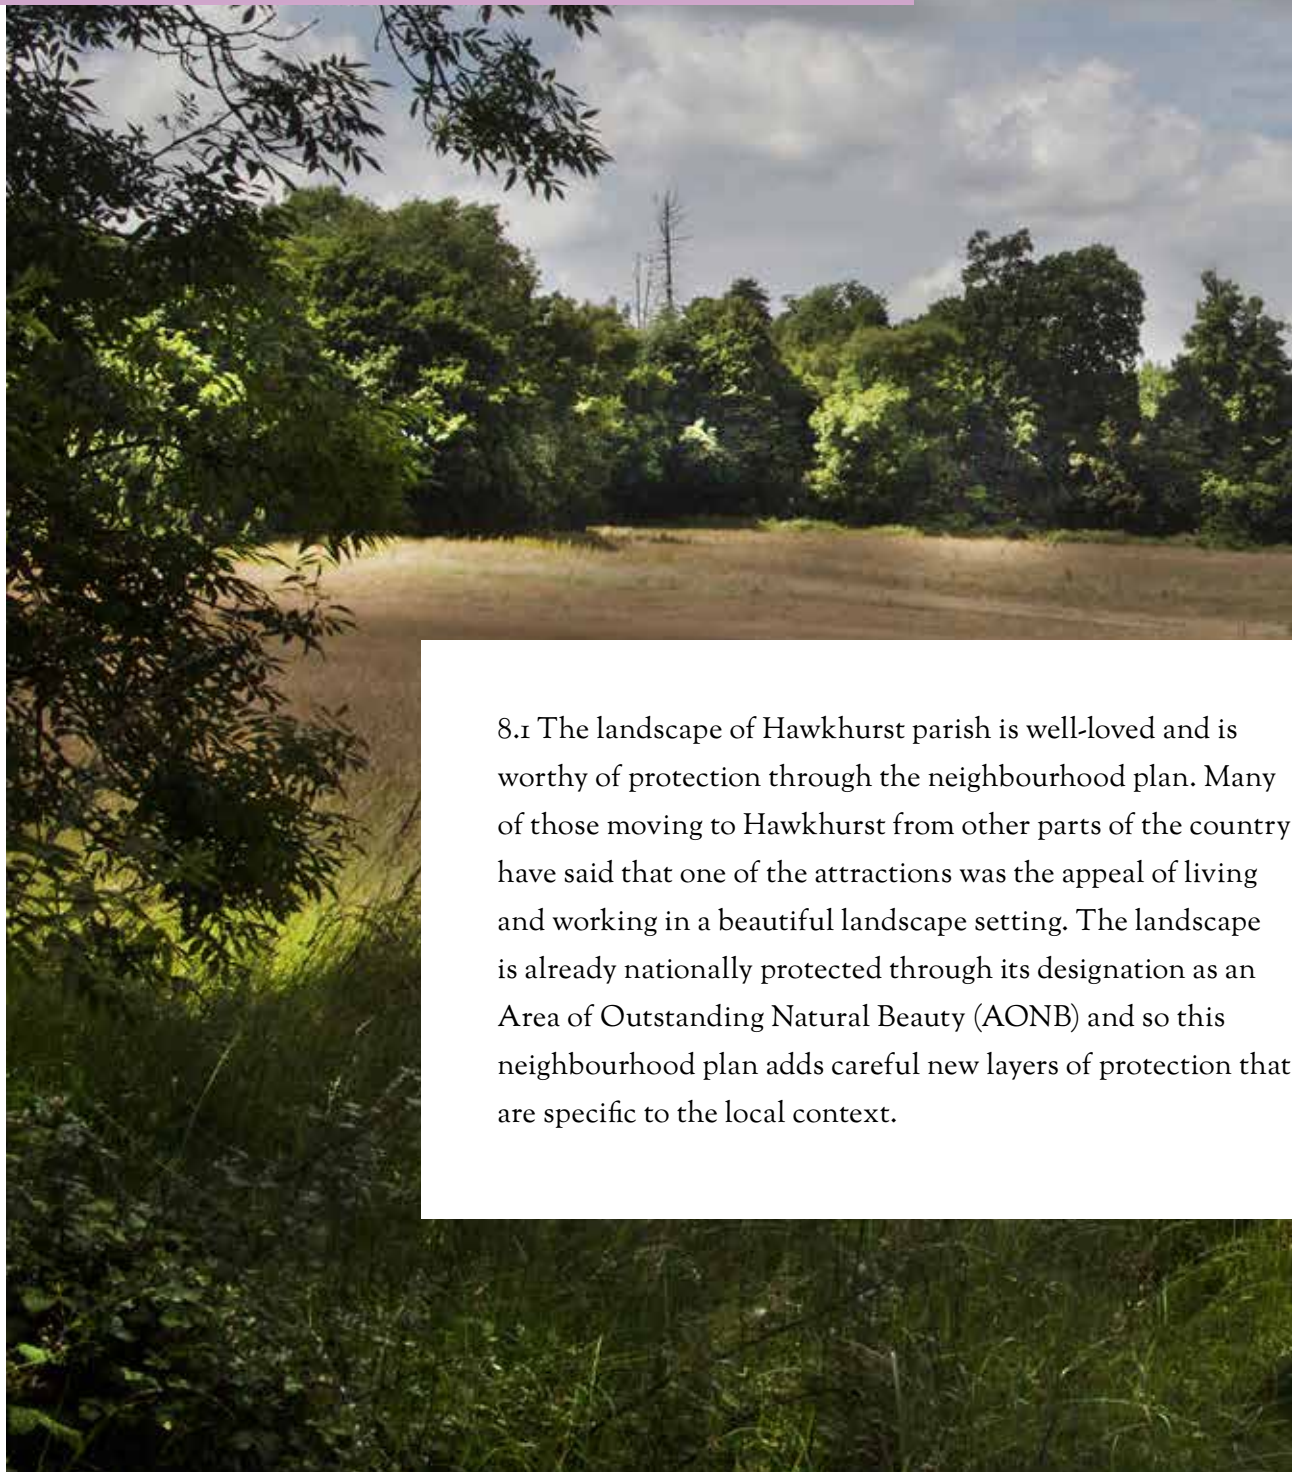 8.1 The landscape of Hawkhurst parish is well-loved and is
worthy of protection through the neighbourhood plan. Many
of those moving to Hawkhurst from other parts of the country
have said that one of the attractions was the appeal of living
and working in a beautiful landscape setting. The landscape
is already nationally protected through its designation as an
Area of Outstanding Natural Beauty (AONB) and so this
neighbourhood plan adds careful new layers of protection that
are specific to the local context.